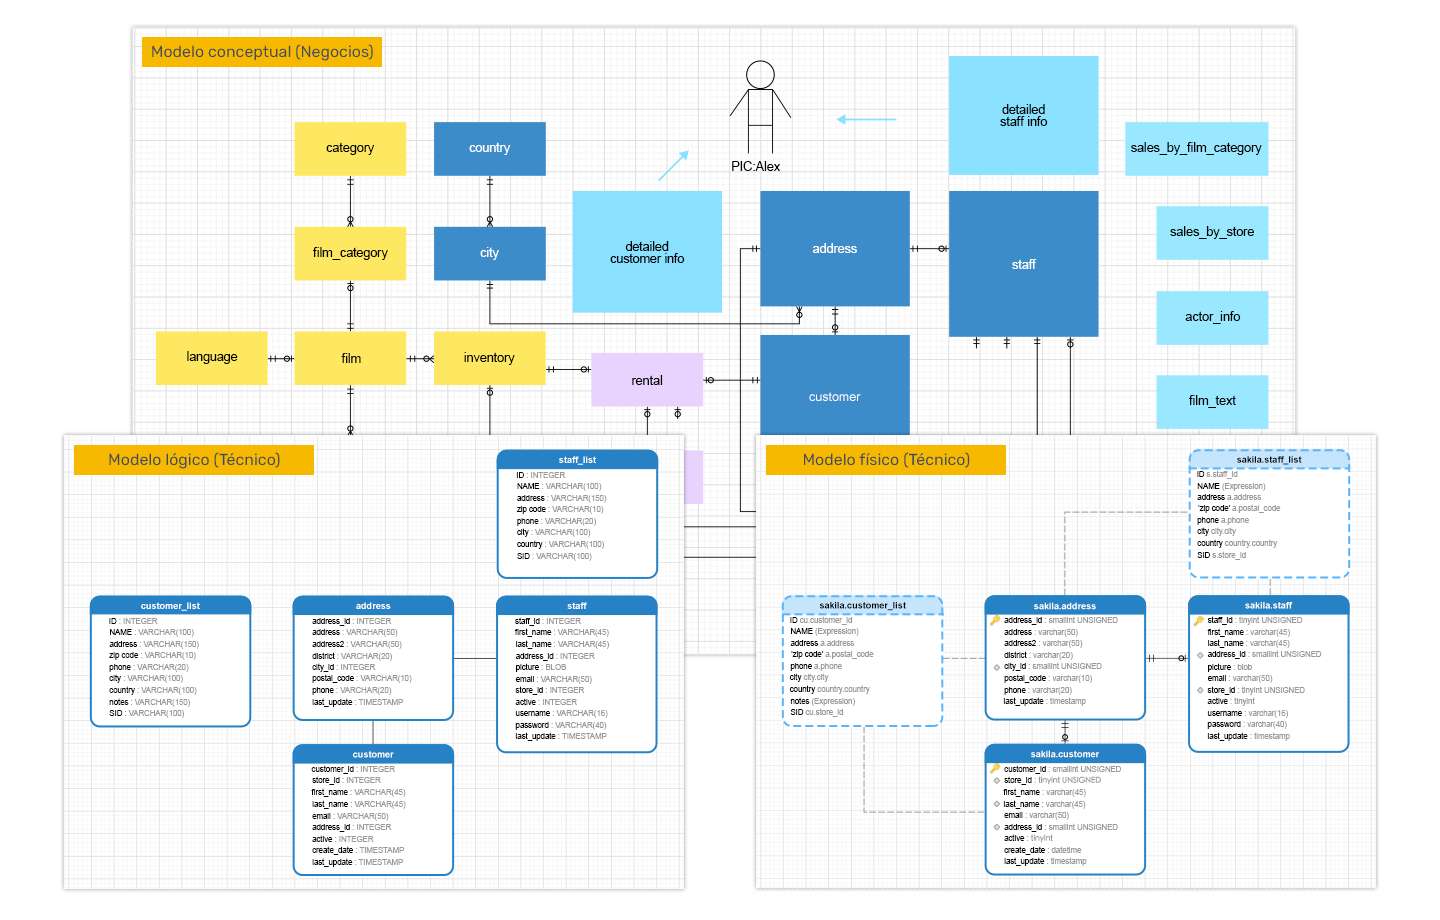 Modelo conceptual (Negocios)
PIC:Alex
detailed
staff info
category
country
sales_by_film_category
film_category
city
detailed
customer info
address
staff
sales_by_store
actor_info
language
film
inventory
rental
customer
film_text
Modelo lógico (Técnico)
staff_list
ID : INTEGER
NAME : VARCHAR(100)
address : VARCHAR(150)
zip code : VARCHAR(10)
phone : VARCHAR(20)
city : VARCHAR(100)
country : VARCHAR(100)
SID : VARCHAR(100)
customer_list
ID : INTEGER
NAME : VARCHAR(100)
address : VARCHAR(150)
zip code : VARCHAR(10)
phone : VARCHAR(20)
city : VARCHAR(100)
country : VARCHAR(100)
notes : VARCHAR(150)
SID : VARCHAR(100)
address
address_id : INTEGER
address : VARCHAR(50)
address2 : VARCHAR(50)
district : VARCHAR(20)
city_id : INTEGER
postal_code : VARCHAR(10)
phone : VARCHAR(20)
last_update : TIMESTAMP
staff
staff_id : INTEGER
first_name : VARCHAR(45)
last_name : VARCHAR(45)
address_id : INTEGER
picture : BLOB
email : VARCHAR(50)
store_id : INTEGER
active : INTEGER
username : VARCHAR(16)
password : VARCHAR(40)
last_update : TIMESTAMP
customer
customer_id : INTEGER
store_id : INTEGER
first_name : VARCHAR(45)
last_name : VARCHAR(45)
email : VARCHAR(50)
address_id : INTEGER
active : INTEGER
create_date : TIMESTAMP
last_update : TIMESTAMP
Modelo físico (Técnico)
sakila.staff_list
ID s.staff_id
NAME (Expression)
address a.address
'zip code' a.postal_code
phone a.phone
city city.city
country country.country
SID s.store_id
sakila.customer_list
ID cu.customer_id
NAME (Expression)
address a.address
'zip code' a.postal_code
phone a.phone
city city.city
country country.country
notes (Expression)
SID cu.store_id
sakila.address
address_id : smallint UNSIGNED
address : varchar(50)
address2 : varchar(50)
district : varchar(20)
city_id : smallint UNSIGNED
postal_code : varchar(10)
phone : varchar(20)
last_update : timestamp
sakila.staff
staff_id : tinyint UNSIGNED
first_name : varchar(45)
last_name : varchar(45)
address_id : smallint UNSIGNED
picture : blob
email : varchar(50)
store_id : tinyint UNSIGNED
active : tinyint
username : varchar(16)
password : varchar(40)
last_update : timestamp
sakila.customer
customer_id : smallint UNSIGNED
store_id : tinyint UNSIGNED
first_name : varchar(45)
last_name : varchar(45)
email : varchar(50)
address_id : smallint UNSIGNED
active : tinyint
create_date : datetime
last_update : timestamp